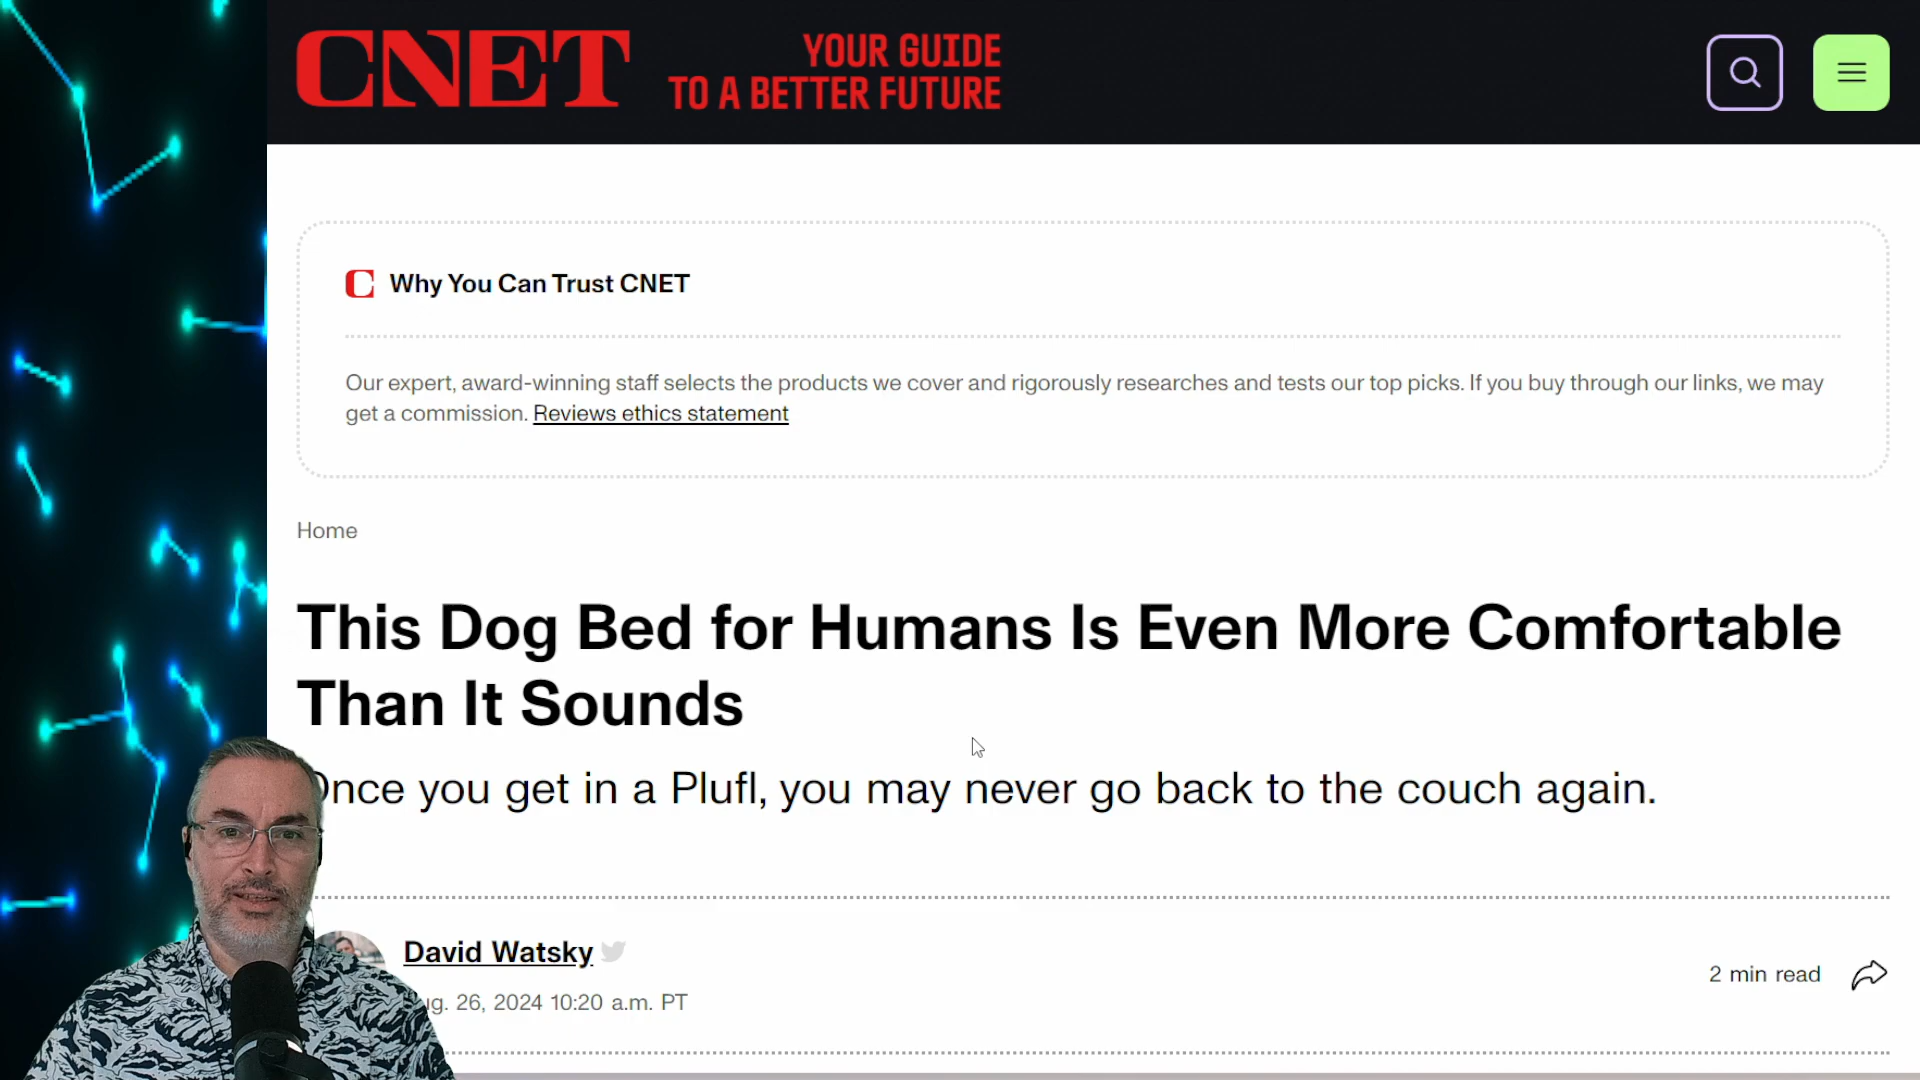 CNET
YOUR GUIDE
TO A BETTER FUTURE
Why You Can Trust CNET
Our expert, award-winning staff selects the products we cover and rigorously researches and tests our top picks. If you buy through our links, we may
get a commission. Reviews ethics statement
Home
This Dog Bed for Humans Is Even More Comfortable
Than It Sounds
Once you get in a Plufl, you may never go back to the couch again.
David Watsky
Aug. 26, 2024 10:20 a.m. PT
2 min read